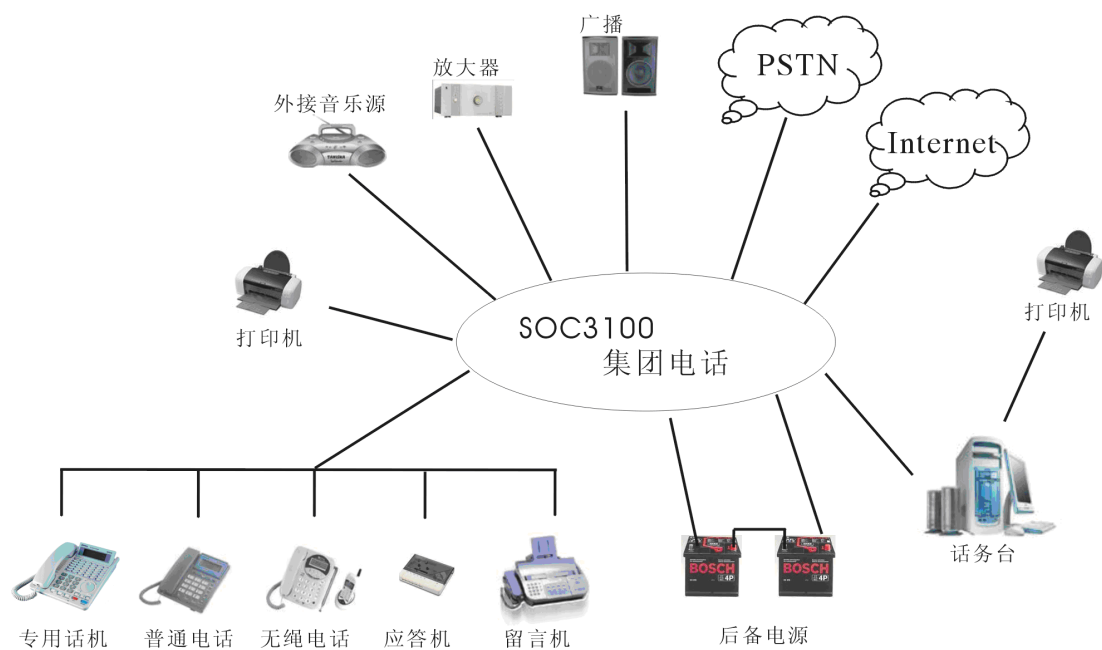 广播
PSTN
放大器
外接音乐源
Internet
打印机
打印机
SOC3100
集团电话
BOSCH
4P
BOSCH
4P
话务台
专用话机
普通电话
无绳电话
应答机
留言机
后备电源